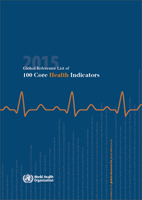 2015
Global Reference List of
100 Core Health Indicators
World Health
Organization